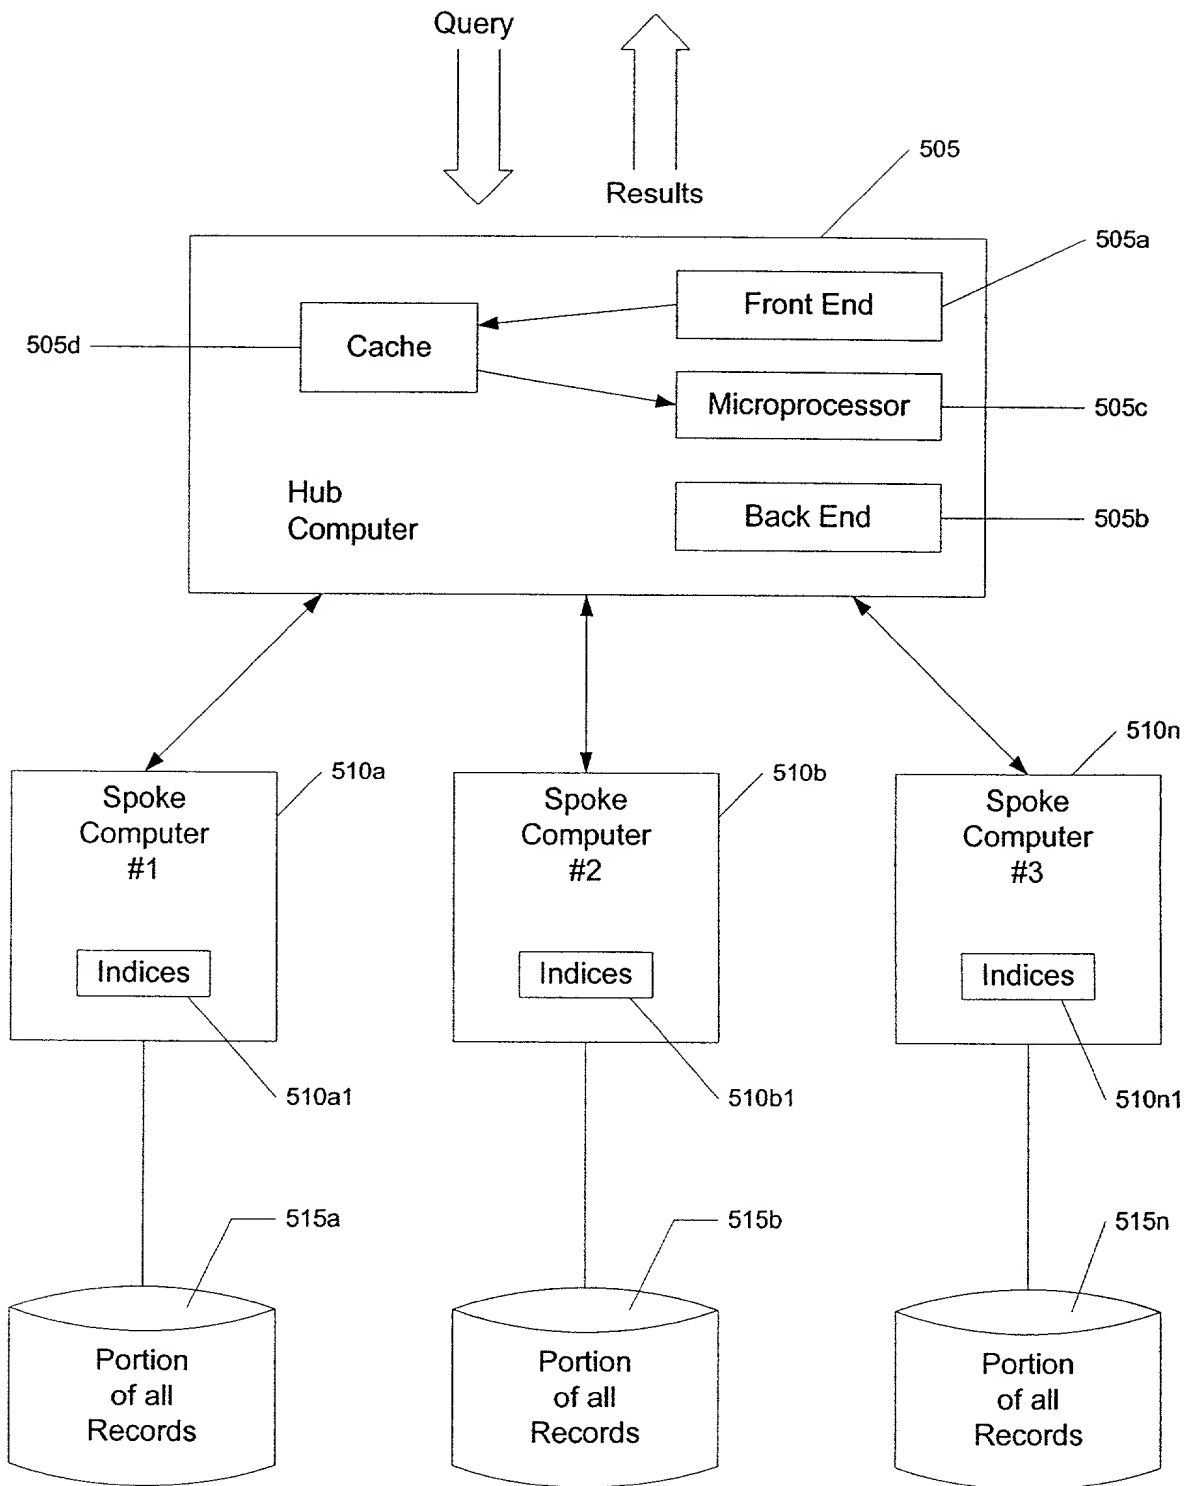 Query
Results
505
505a
Front End
505d
Cache
Microprocessor
505c
Hub
Computer
Back End
505b
510n
510a
510b
Spoke
Computer
#1
Spoke
Computer
#2
Spoke
Computer
#3
Indices
Indices
Indices
510a1
510b1
510n1
515a
515b
515n
Portion
of all
Records
Portion
of all
Records
Portion
of all
Records